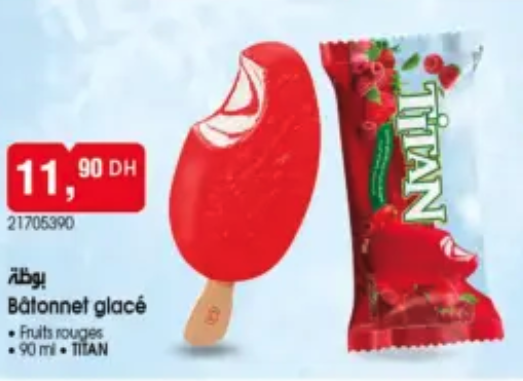 11,90 DH
21705390
بوظة
Bâtonnet glacé
• Fruits rouges
• 90 ml • TITAN
TITAN